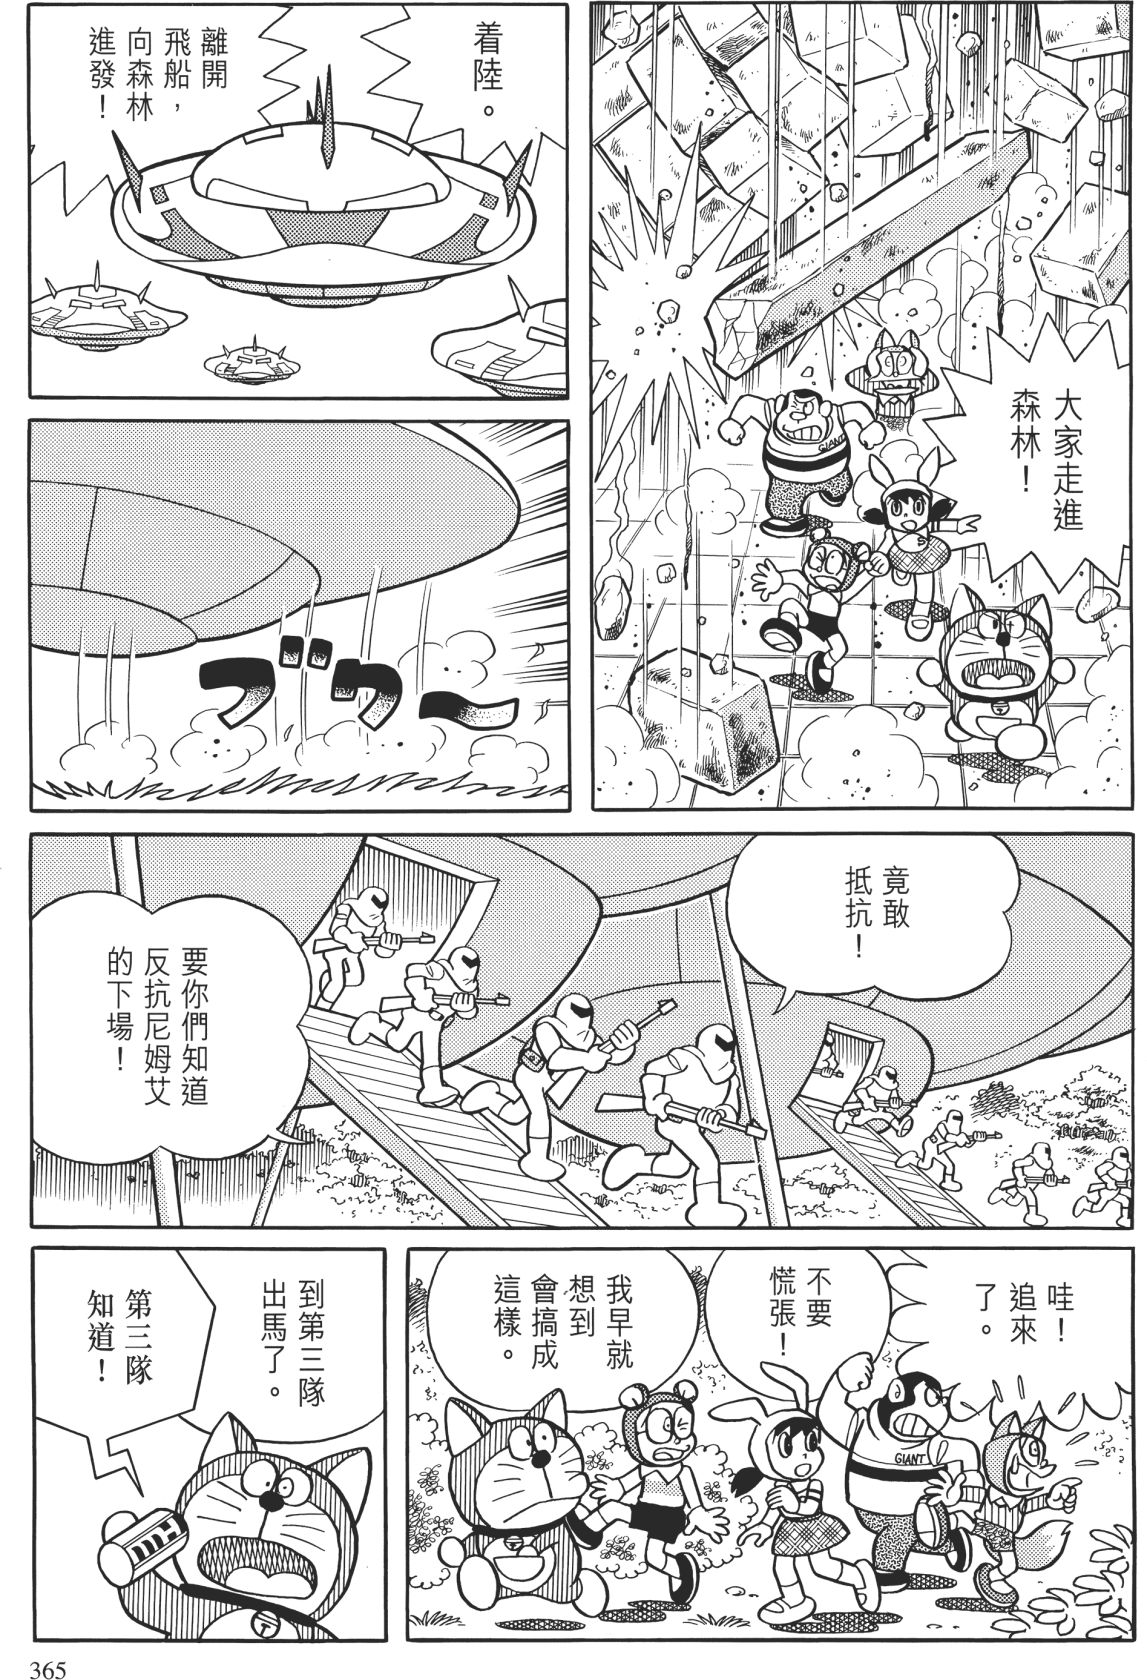 大家走進
森林！
GIANT
S
着陸。
離開
飛船，
向森林
進發！
ブウー
竟敢
抵抗！
要你們知道
反抗尼姆艾
的下場！
哇！
追來
了。
不要
慌張！
我早就
想到
會搞成
這樣。
GIANT
到第三隊
出馬了。
第三隊
知道！
365